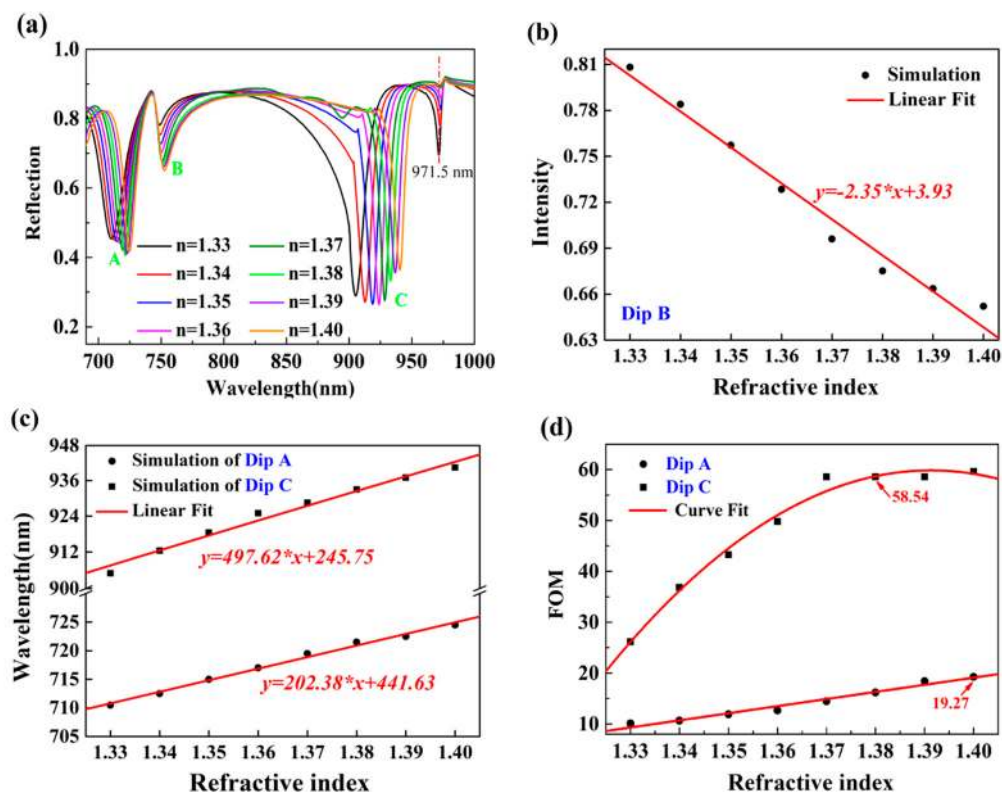 (a)
1.0
0.8
0.6
0.4
0.2
Reflection
B
A
C
971.5 nm
n=1.33
n=1.37
n=1.34
n=1.38
n=1.35
n=1.39
n=1.36
n=1.40
700 750 800 850 900 950 1000
Wavelength(nm)
(b)
0.81
0.78
0.75
0.72
0.69
0.66
0.63
Intensity
Simulation
Linear Fit
y=-2.35*x+3.93
Dip B
1.33 1.34 1.35 1.36 1.37 1.38 1.39 1.40
Refractive index
(c)
948
936
924
912
900
725
720
715
710
705
Wavelength(nm)
Simulation of Dip A
Simulation of Dip C
Linear Fit
y=497.62*x+245.75
y=202.38*x+441.63
1.33 1.34 1.35 1.36 1.37 1.38 1.39 1.40
Refractive index
(d)
60
50
40
30
20
10
FOM
Dip A
Dip C
Curve Fit
58.54
19.27
1.33 1.34 1.35 1.36 1.37 1.38 1.39 1.40
Refractive index